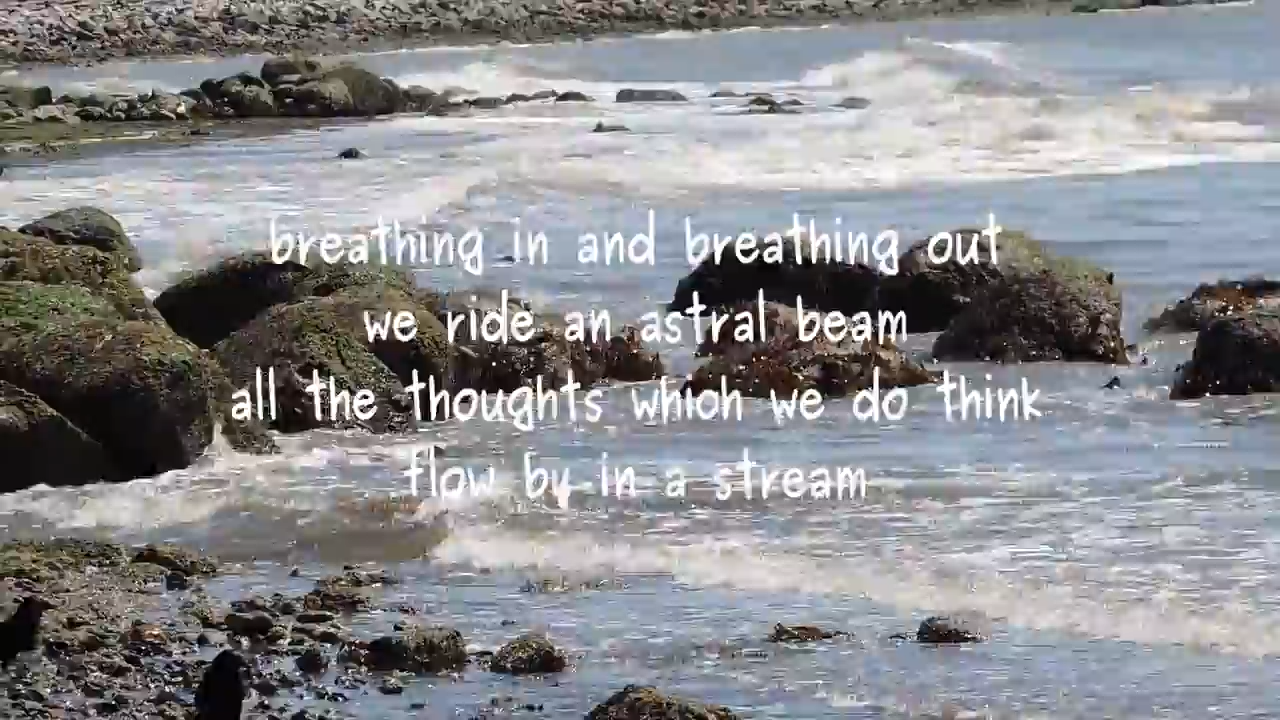 breathing in and breathing out
we ride an astral beam
all the thoughts which we do think
flow by in a stream